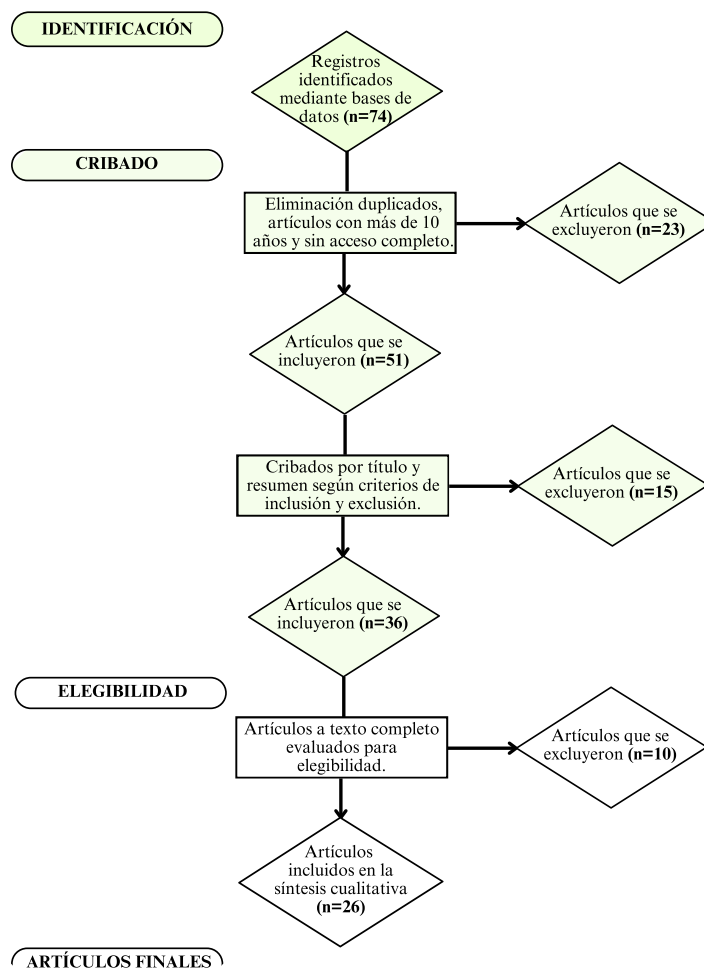 IDENTIFICACIÓN
Registros
identificados
mediante bases de
datos (n=74)
CRIBADO
Eliminación duplicados,
artículos con más de 10
años y sin acceso completo.
Artículos que se
excluyeron (n=23)
Artículos que se
incluyeron (n=51)
Cribados por título y
resumen según criterios de
inclusión y exclusión.
Artículos que se
excluyeron (n=15)
Artículos que se
incluyeron (n=36)
ELEGIBILIDAD
Artículos a texto completo
evaluados para
elegibilidad.
Artículos que se
excluyeron (n=10)
Artículos
incluidos en la
síntesis cualitativa
(n=26)
ARTÍCULOS FINALES